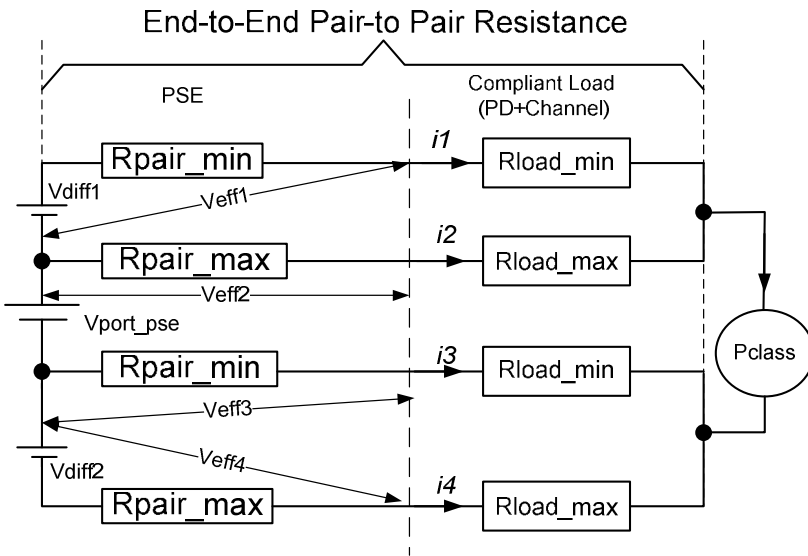 End-to-End Pair-to Pair Resistance
PSE
Compliant Load
(PD+Channel)
Rpair_min
i1
Rload_min
Vdiff1
Veff1
Rpair_max
i2
Rload_max
Veff2
Vport_pse
Rpair_min
i3
Rload_min
Pclass
Veff3
Vdiff2
Veff4
Rpair_max
i4
Rload_max